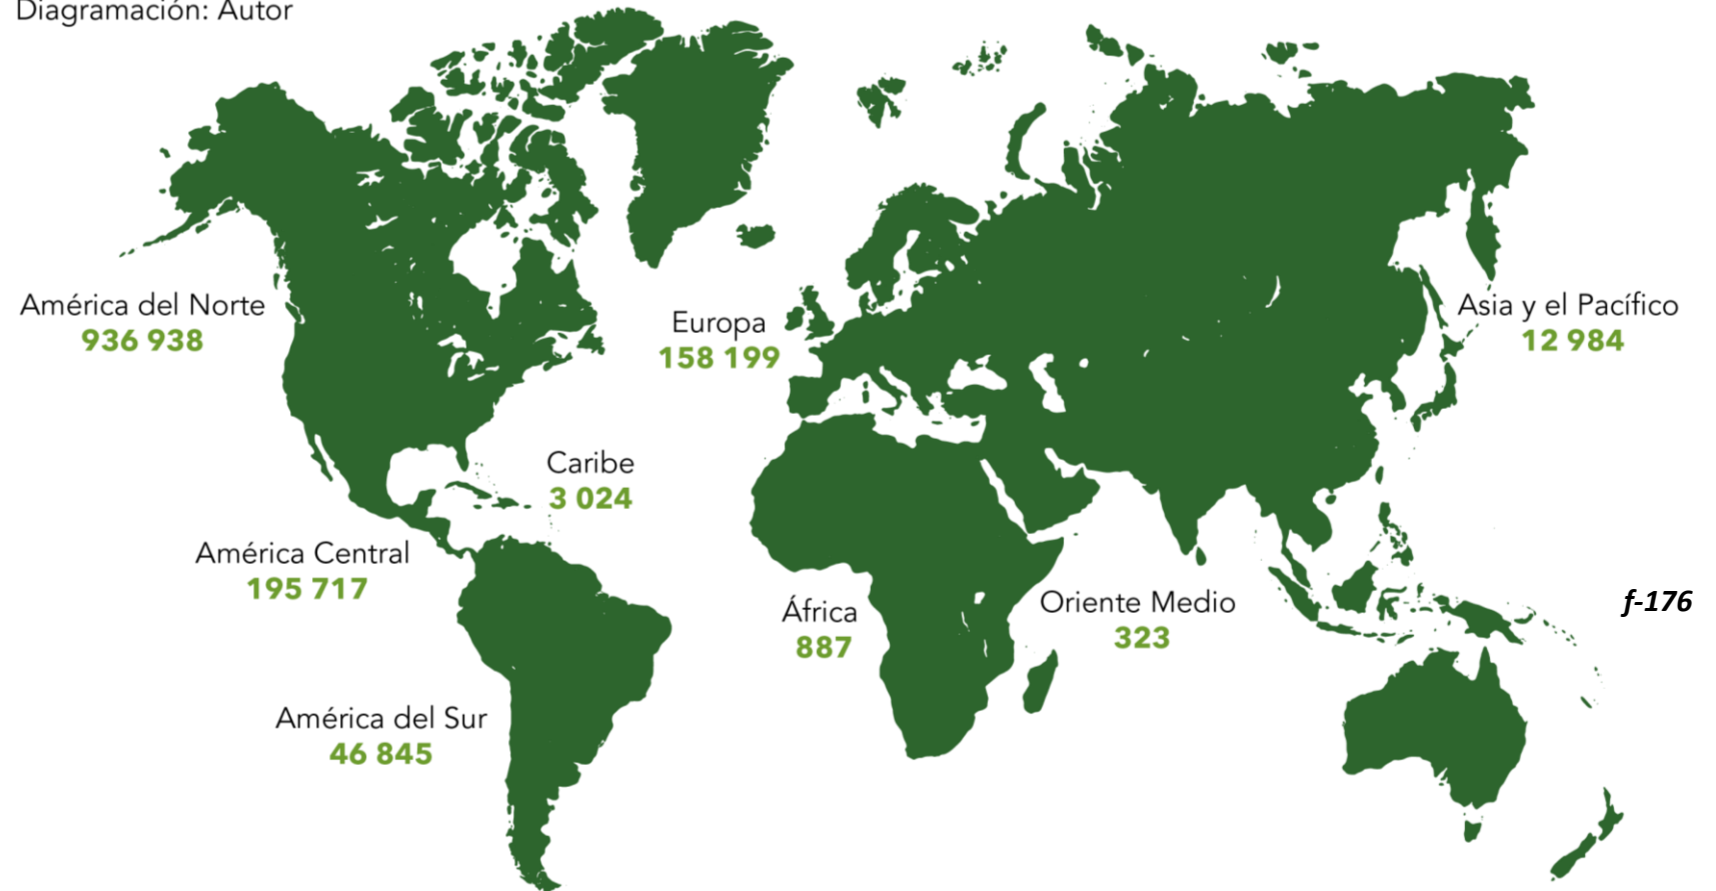 Diagramación: Autor
América del Norte
936 938
Europa
158 199
Asia y el Pacífico
12 984
Caribe
3 024
América Central
195 717
África
887
Oriente Medio
323
f-176
América del Sur
46 845